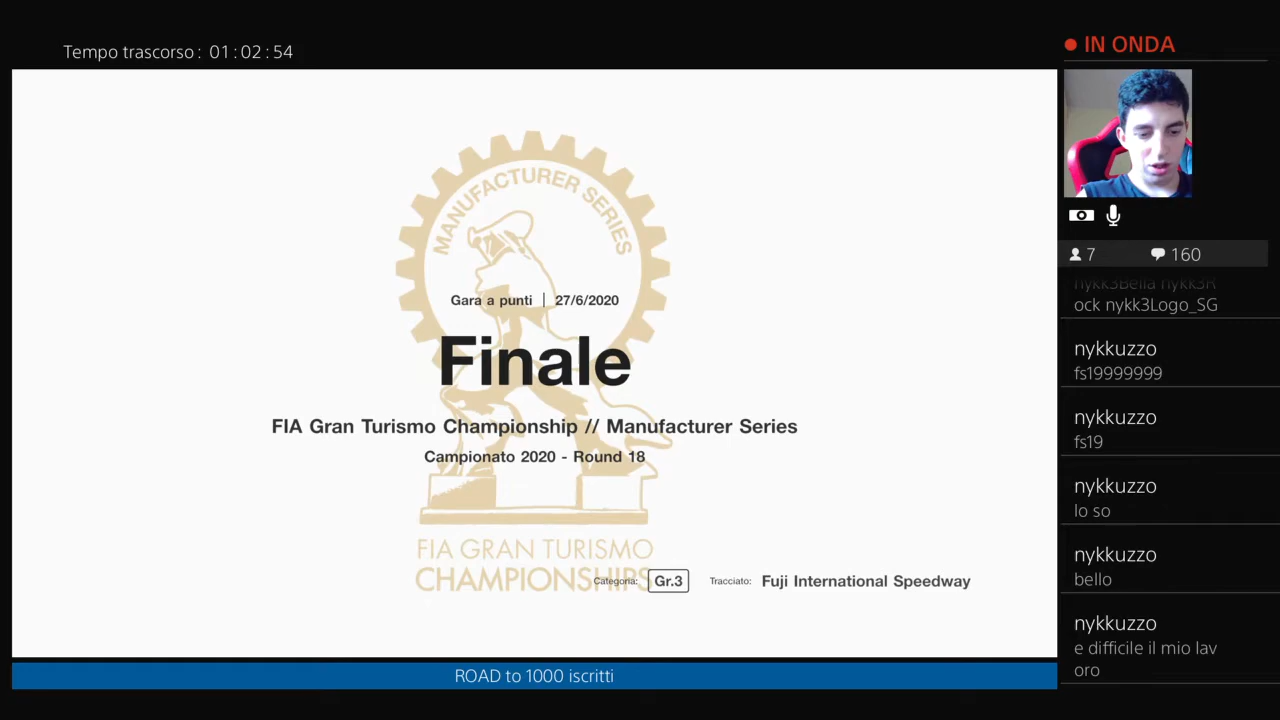 Tempo trascorso : 01 : 02 : 54
IN ONDA
MANUFACTURER SERIES
Gara a punti | 27/6/2020
Finale
FIA Gran Turismo Championship // Manufacturer Series
Campionato 2020 - Round 18
FIA GRAN TURISMO
CHAMPIONSHIPS
Categoria: Gr.3 Tracciato: Fuji International Speedway
ROAD to 1000 iscritti
7 160
nykk3Bella nykk3R
ock nykk3Logo_SG
nykkuzzo
fs19999999
nykkuzzo
fs19
nykkuzzo
lo so
nykkuzzo
bello
nykkuzzo
e difficile il mio lav
oro